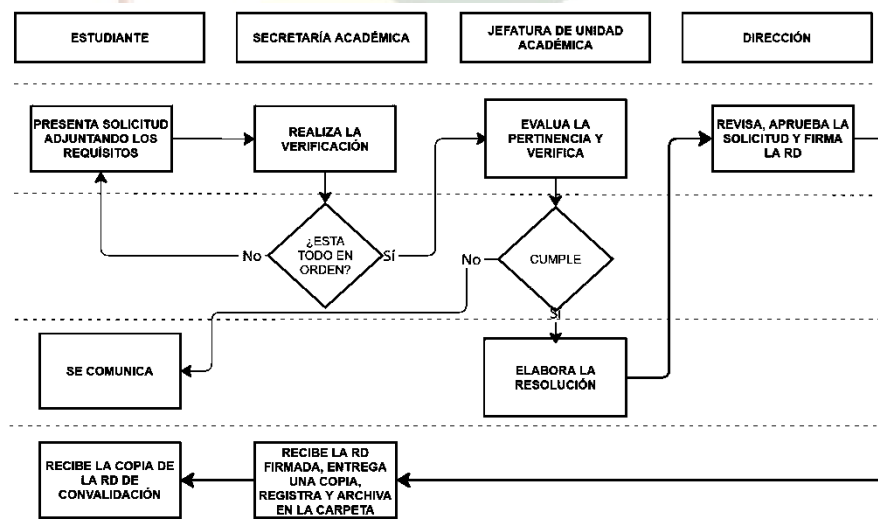 ESTUDIANTE
SECRETARÍA ACADÉMICA
JEFATURA DE UNIDAD
ACADÉMICA
DIRECCIÓN
PRESENTA SOLICITUD
ADJUNTANDO LOS
REQUÍSITOS
REALIZA LA
VERIFICACIÓN
EVALUA LA
PERTINENCIA Y
VERIFICA
REVISA, APRUEBA LA
SOLICITUD Y FIRMA
LA RD
No
¿ESTA
TODO EN
ORDEN?
Sí
No
CUMPLE
Sí
SE COMUNICA
ELABORA LA
RESOLUCIÓN
RECIBE LA COPIA DE
LA RD DE
CONVALIDACIÓN
RECIBE LA RD
FIRMADA, ENTREGA
UNA COPIA,
REGISTRA Y ARCHIVA
EN LA CARPETA